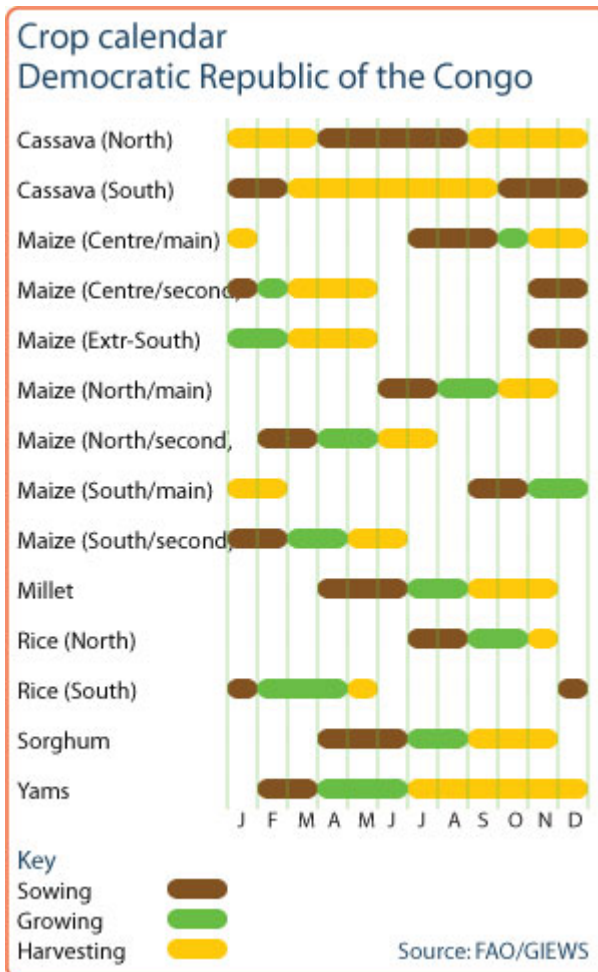 Crop calendar
Democratic Republic of the Congo
Cassava (North)
Cassava (South)
Maize (Centre/main)
Maize (Centre/second,
Maize (Extr-South)
Maize (North/main)
Maize (North/second,
Maize (South/main)
Maize (South/second,
Millet
Rice (North)
Rice (South)
Sorghum
Yams
J F M A M J J A S O N D
Key
Sowing
Growing
Harvesting
Source: FAO/GIEWS